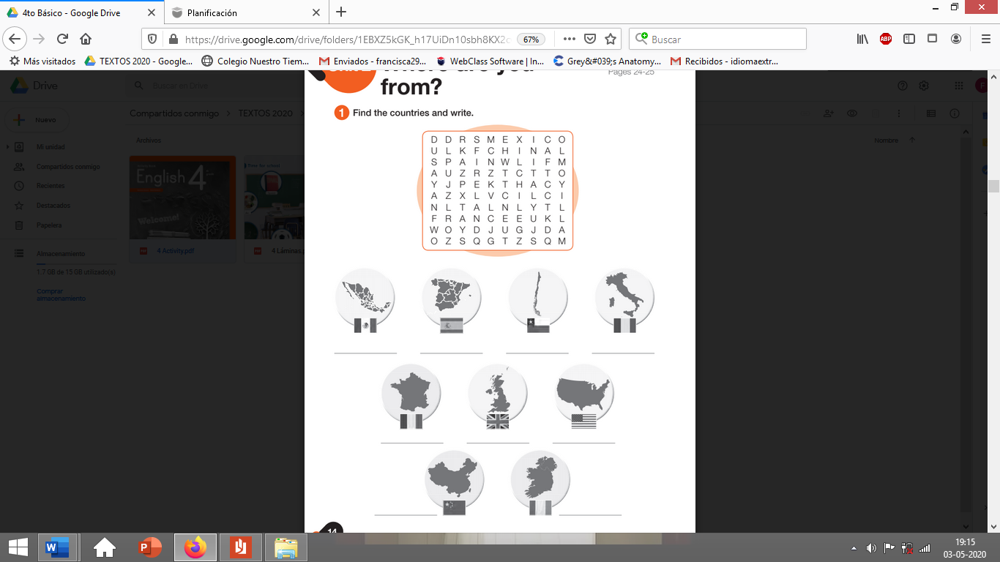 4to Básico - Google Drive
Planificación
https://drive.google.com/drive/folders/1EBXZ5kGK_h17UiDn10sbh8KX2
67%
Buscar
Más visitados
TEXTOS 2020 - Google...
Colegio Nuestro Tiem...
Enviados - francisca29...
WebClass Software | In...
Grey&#039;s Anatomy...
Recibidos - idiomaextr...
Drive
Buscar en Drive
Nuevo
Compartidos conmigo
TEXTOS 2020
Archivos
Nombre
Mi unidad
Compartidos conmigo
Recientes
Destacados
Papelera
Almacenamiento
1.7 GB de 15 GB utilizado(s)
Comprar
almacenamiento
English 4
Welcome!
4 Activity.pdf
4 Láminas.p
Where are you
from?
Pages 24-25
1 Find the countries and write.
D D R S M E X I C O
U L K F C H I N A L
S P A I N W L I F M
A U Z R Z T C T T O
Y J P E K T H A C Y
A Z X L V C I L C I
N L T A L N L Y T L
F R A N C E E U K L
W O Y D J U G J D A
O Z S Q G T Z S Q M
14
19:15
03-05-2020